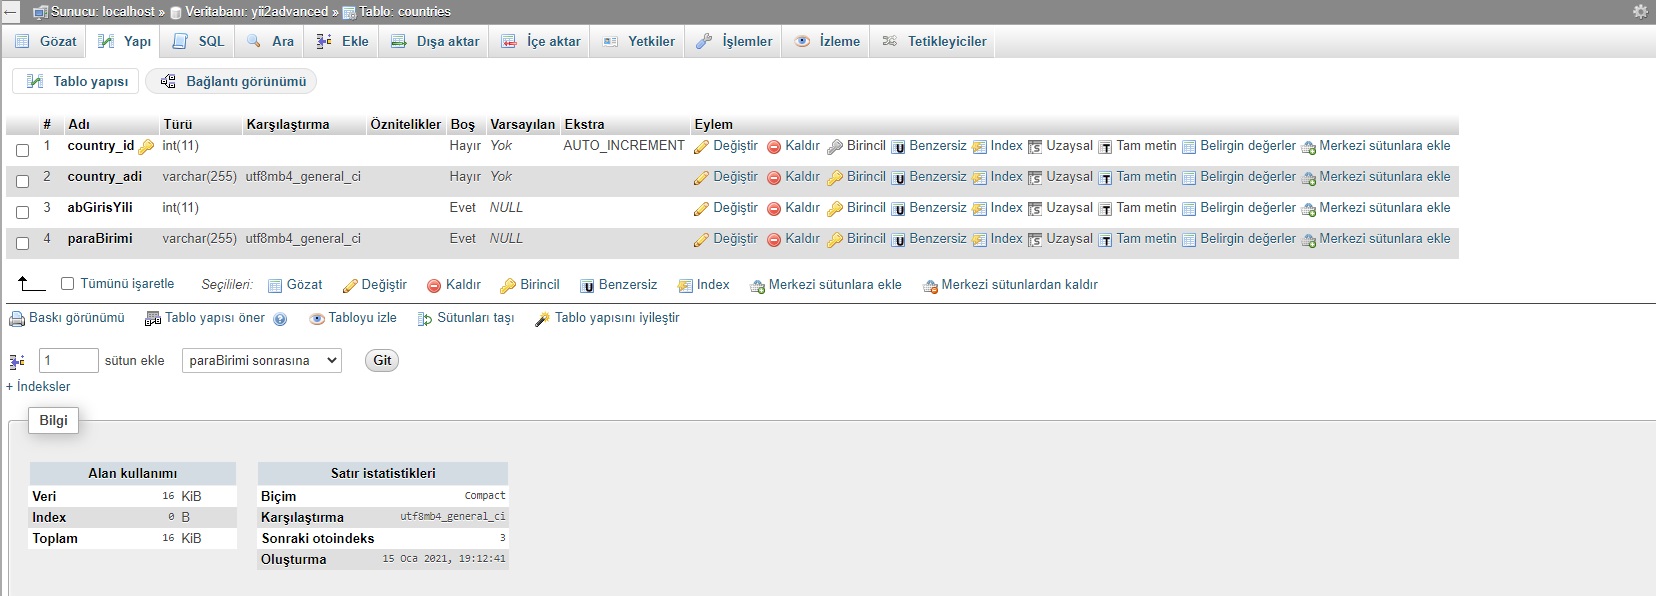 Sunucu: localhost » Veritabanı: yii2advanced » Tablo: countries
Gözat Yapı SQL Ara Ekle Dışa aktar İçe aktar Yetkiler İşlemler İzleme Tetikleyiciler
Tablo yapısı Bağlantı görünümü
# Adı Türü Karşılaştırma Öznitelikler Boş Varsayılan Ekstra Eylem
1 country_id int(11) Hayır Yok AUTO_INCREMENT Değiştir Kaldır Birincil Benzersiz Index Uzaysal Tam metin Belirgin değerler Merkezi sütunlara ekle
2 country_adi varchar(255) utf8mb4_general_ci Hayır Yok Değiştir Kaldır Birincil Benzersiz Index Uzaysal Tam metin Belirgin değerler Merkezi sütunlara ekle
3 abGirisYili int(11) Evet NULL Değiştir Kaldır Birincil Benzersiz Index Uzaysal Tam metin Belirgin değerler Merkezi sütunlara ekle
4 paraBirimi varchar(255) utf8mb4_general_ci Evet NULL Değiştir Kaldır Birincil Benzersiz Index Uzaysal Tam metin Belirgin değerler Merkezi sütunlara ekle
Tümünü işaretle Seçilileri: Gözat Değiştir Kaldır Birincil Benzersiz Index Merkezi sütunlara ekle Merkezi sütunlardan kaldır
Baskı görünümü Tablo yapısı öner Tabloyu izle Sütunları taşı Tablo yapısını iyileştir
1 sütun ekle paraBirimi sonrasına Git
+ İndeksler
Bilgi
Alan kullanımı
Veri 16 KiB
Index 0 B
Toplam 16 KiB
Satır istatistikleri
Biçim Compact
Karşılaştırma utf8mb4_general_ci
Sonraki otoindeks 3
Oluşturma 15 Oca 2021, 19:12:41